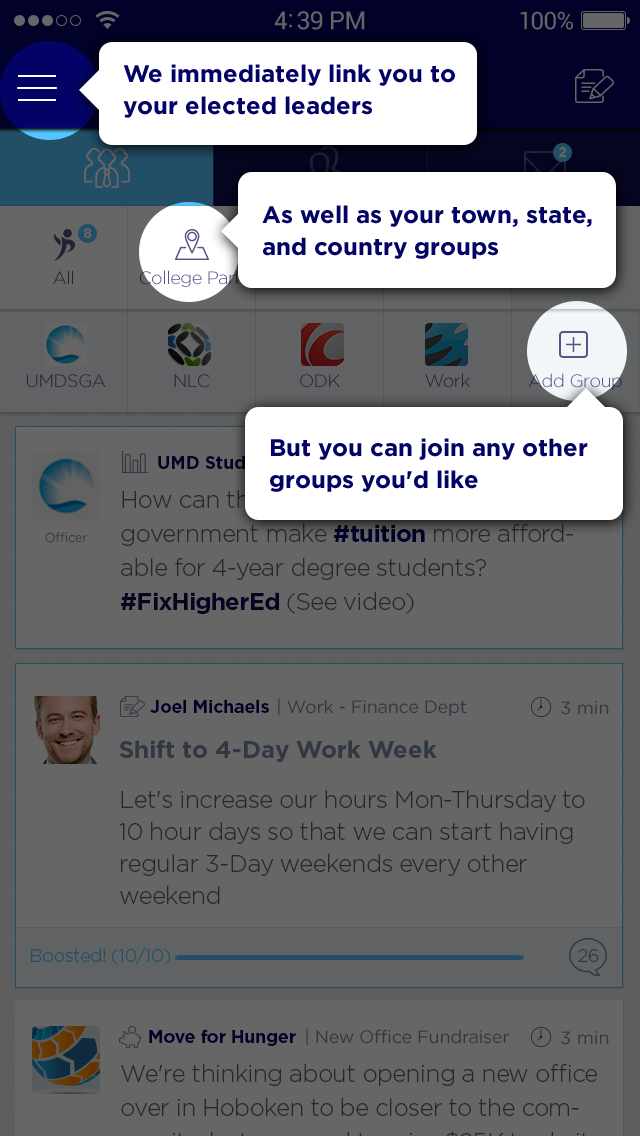 4:39 PM
100%
We immediately link you to
your elected leaders
2
As well as your town, state,
and country groups
8
All
College Par
UMDSGA
NLC
ODK
Work
Add Group
But you can join any other
groups you'd like
UMD Stud
Officer
How can th
government make #tuition more afford-
able for 4-year degree students?
#FixHigherEd (See video)
Joel Michaels | Work - Finance Dept
3 min
Shift to 4-Day Work Week
Let's increase our hours Mon-Thursday to
10 hour days so that we can start having
regular 3-Day weekends every other
weekend
Boosted! (10/10)
26
Move for Hunger | New Office Fundraiser
3 min
We're thinking about opening a new office
over in Hoboken to be closer to the com-